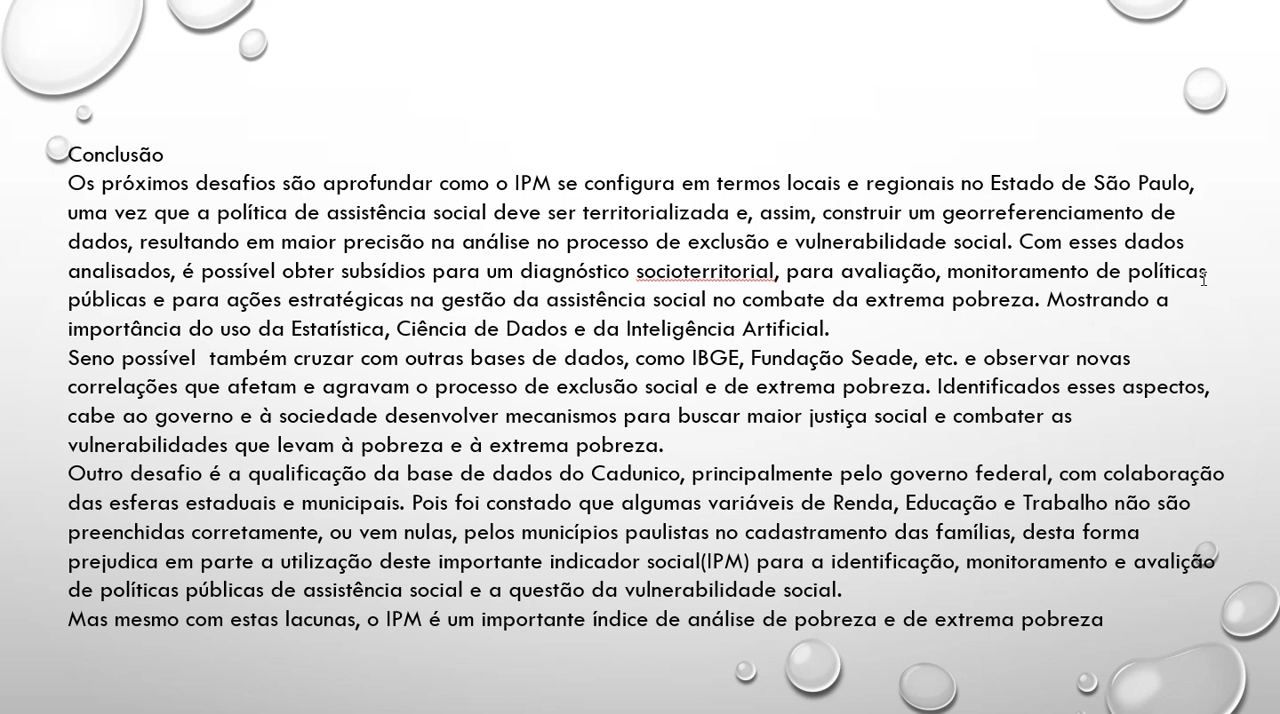 Conclusão
Os próximos desafios são aprofundar como o IPM se configura em termos locais e regionais no Estado de São Paulo,
uma vez que a política de assistência social deve ser territorializada e, assim, construir um georreferenciamento de
dados, resultando em maior precisão na análise no processo de exclusão e vulnerabilidade social. Com esses dados
analisados, é possível obter subsídios para um diagnóstico socioterritorial, para avaliação, monitoramento de políticas
públicas e para ações estratégicas na gestão da assistência social no combate da extrema pobreza. Mostrando a
importância do uso da Estatística, Ciência de Dados e da Inteligência Artificial.
Seno possível  também cruzar com outras bases de dados, como IBGE, Fundação Seade, etc. e observar novas
correlações que afetam e agravam o processo de exclusão social e de extrema pobreza. Identificados esses aspectos,
cabe ao governo e à sociedade desenvolver mecanismos para buscar maior justiça social e combater as
vulnerabilidades que levam à pobreza e à extrema pobreza.
Outro desafio é a qualificação da base de dados do Cadunico, principalmente pelo governo federal, com colaboração
das esferas estaduais e municipais. Pois foi constado que algumas variáveis de Renda, Educação e Trabalho não são
preenchidas corretamente, ou vem nulas, pelos municípios paulistas no cadastramento das famílias, desta forma
prejudica em parte a utilização deste importante indicador social(IPM) para a identificação, monitoramento e avalição
de políticas públicas de assistência social e a questão da vulnerabilidade social.
Mas mesmo com estas lacunas, o IPM é um importante índice de análise de pobreza e de extrema pobreza